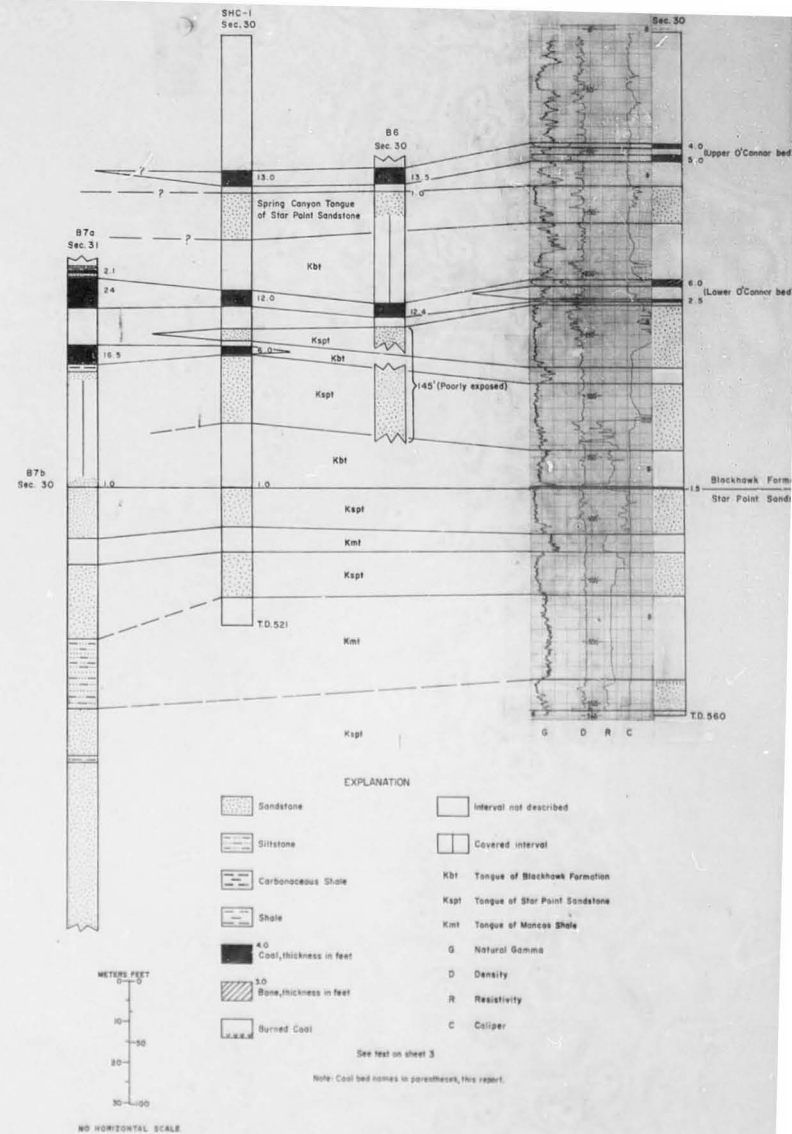 SHC-1
Sec. 30
Sec. 30
B6
Sec. 30
4.0
(Upper O'Connor bed
5.0
13.0
13.5
1.0
?
?
?
Spring Canyon Tongue
of Star Point Sandstone
B7a
Sec. 31
2.1
24
Kbt
12.0
12.4
6.0
(Lower O'Connor bed
2.5
Kspt
6.0
Kbt
16.5
Kspt
145' (Poorly exposed)
Kbt
B7b
Sec. 30
1.0
1.0
1.5
Blackhawk Form
Star Point Sand
Kspt
Kmt
Kspt
T.D. 521
Kmt
T.D. 560
Kspt
G D R C
EXPLANATION
Sandstone
Siltstone
Carbonaceous Shale
Shale
4.0
Coal, thickness in feet
3.0
Bone, thickness in feet
Burned Coal
Interval not described
Covered interval
Kbt Tongue of Blackhawk Formation
Kspt Tongue of Star Point Sandstone
Kmt Tongue of Mancos Shale
G Natural Gamma
D Density
R Resistivity
C Caliper
METERS FEET
0 0
10
50
20
30 100
NO HORIZONTAL SCALE
See text on sheet 3
Note: Coal bed names in parentheses, this report.